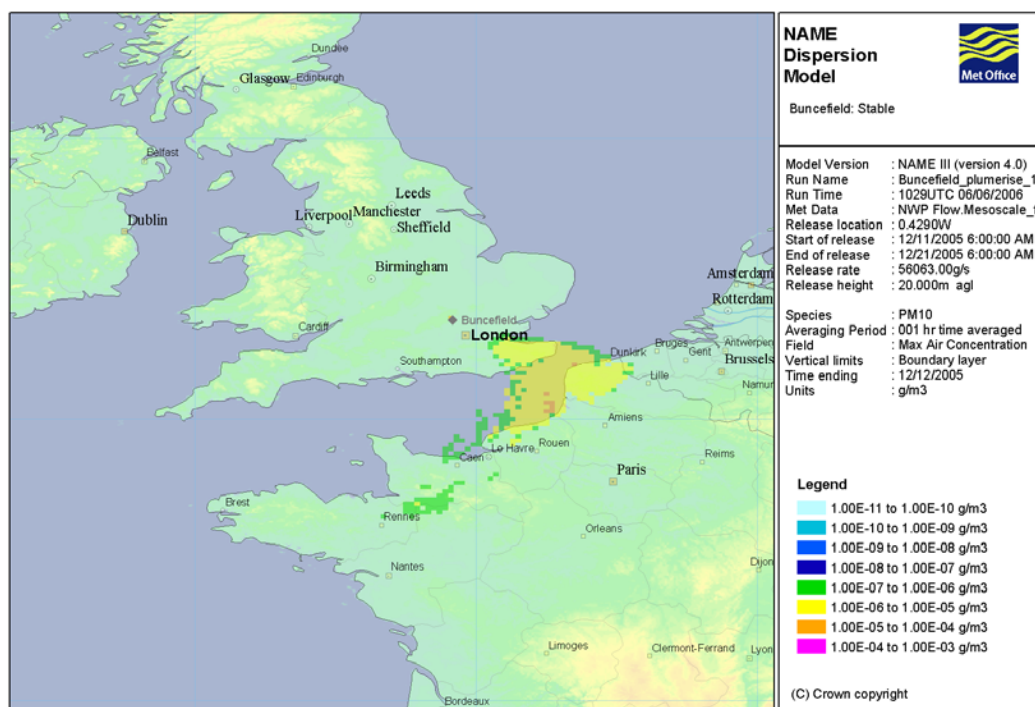 Dundee
Glasgow
Edinburgh
Belfast
Dublin
Leeds
Liverpool
Manchester
Sheffield
Birmingham
Cardiff
Buncefield
London
Southampton
Amsterdam
Rotterdam
Dunkirk
Bruges
Gent
Antwerpen
Brussels
Lille
Namur
Amiens
Le Havre
Rouen
Caen
Reims
Paris
Brest
Rennes
Orleans
Nantes
Dijon
Limoges
Clermont-Ferrand
Lyon
Bordeaux
NAME
Dispersion
Model
Met Office
Buncefield: Stable
Model Version : NAME III (version 4.0)
Run Name : Buncefield_plumerise_1
Run Time : 1029UTC 06/06/2006
Met Data : NWP Flow.Mesoscale_
Release location : 0.4290W
Start of release : 12/11/2005 6:00:00 AM
End of release : 12/21/2005 6:00:00 AM
Release rate : 56063.00g/s
Release height : 20.000m agl
Species : PM10
Averaging Period : 001 hr time averaged
Field : Max Air Concentration
Vertical limits : Boundary layer
Time ending : 12/12/2005
Units : g/m3
Legend
1.00E-11 to 1.00E-10 g/m3
1.00E-10 to 1.00E-09 g/m3
1.00E-09 to 1.00E-08 g/m3
1.00E-08 to 1.00E-07 g/m3
1.00E-07 to 1.00E-06 g/m3
1.00E-06 to 1.00E-05 g/m3
1.00E-05 to 1.00E-04 g/m3
1.00E-04 to 1.00E-03 g/m3
(C) Crown copyright